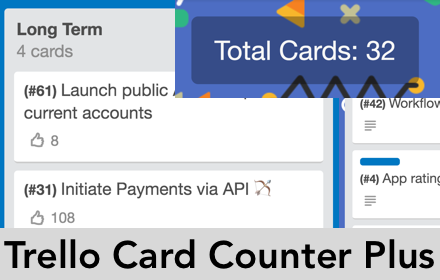 Long Term
4 cards
Total Cards: 32
(#61) Launch public
current accounts
8
(#31) Initiate Payments via API
108
(#42) Workflow
(#4) App rating
Trello Card Counter Plus